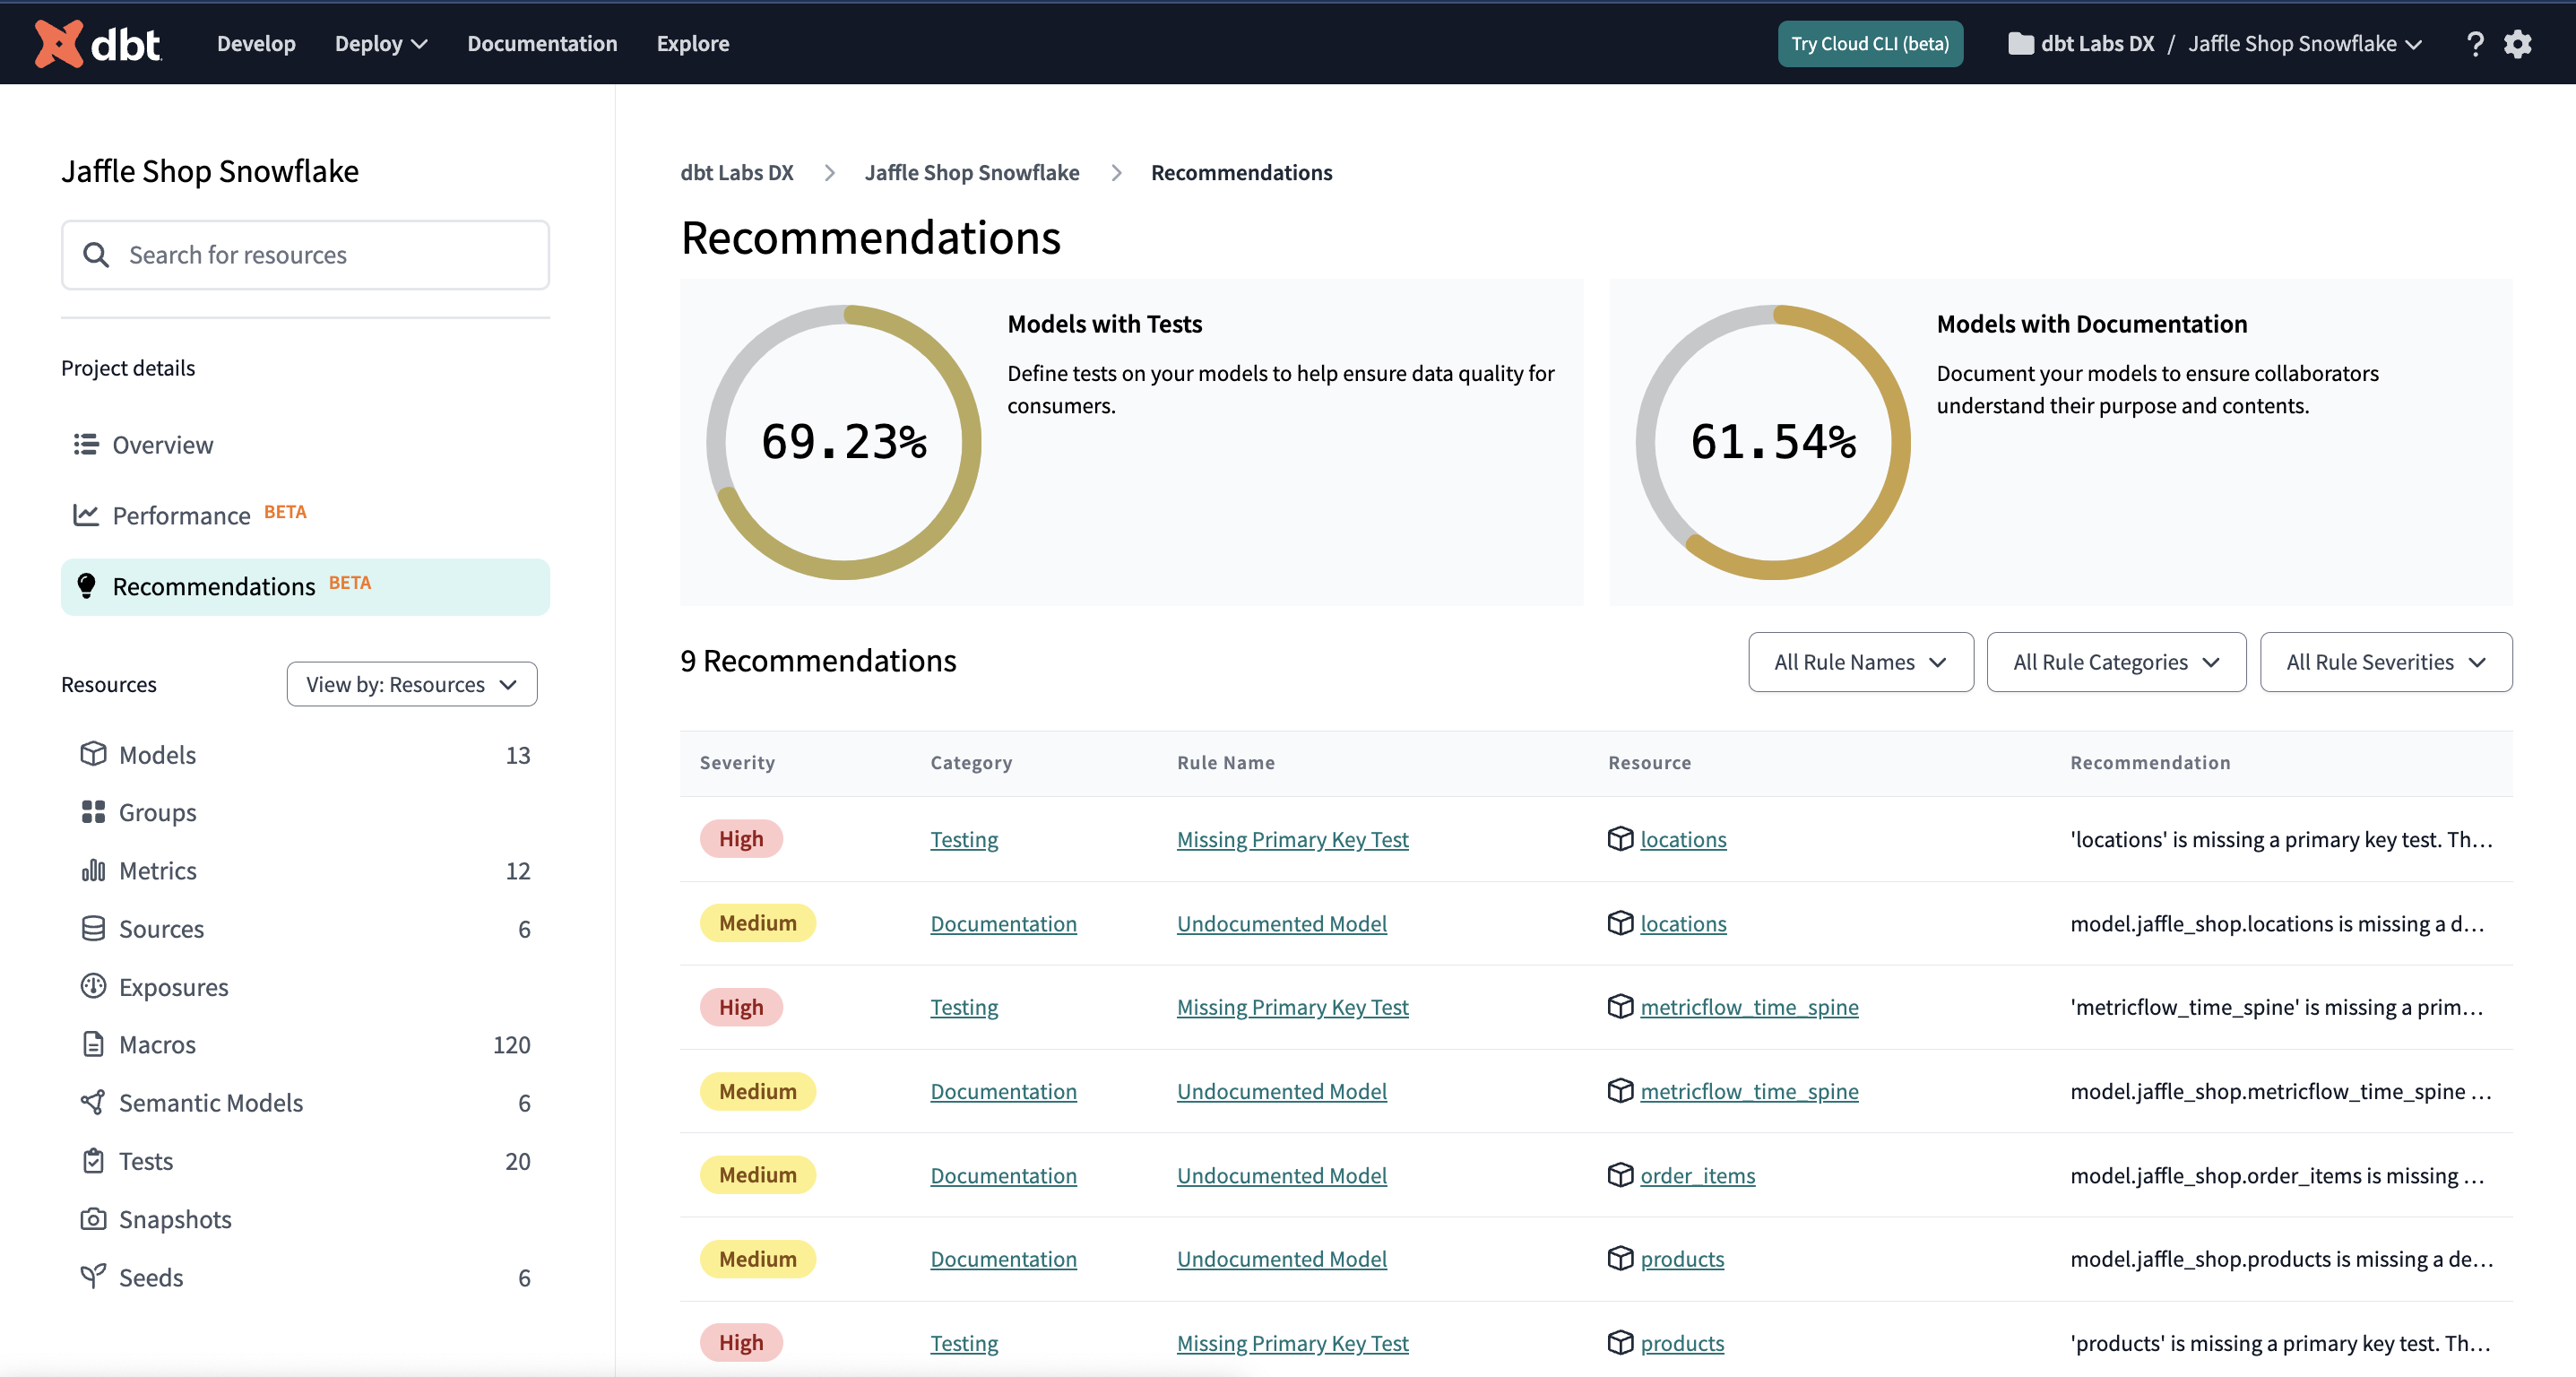 dbt
Develop
Deploy
Documentation
Explore
Try Cloud CLI (beta)
dbt Labs DX / Jaffle Shop Snowflake
?
Jaffle Shop Snowflake
Search for resources
Project details
Overview
Performance BETA
Recommendations BETA
Resources
View by: Resources
Models 13
Groups
Metrics 12
Sources 6
Exposures
Macros 120
Semantic Models 6
Tests 20
Snapshots
Seeds 6
dbt Labs DX > Jaffle Shop Snowflake > Recommendations
Recommendations
69.23%
Models with Tests
Define tests on your models to help ensure data quality for
consumers.
61.54%
Models with Documentation
Document your models to ensure collaborators
understand their purpose and contents.
9 Recommendations
All Rule Names
All Rule Categories
All Rule Severities
Severity Category Rule Name Resource Recommendation
High Testing Missing Primary Key Test locations 'locations' is missing a primary key test. Th...
Medium Documentation Undocumented Model locations model.jaffle_shop.locations is missing a d...
High Testing Missing Primary Key Test metricflow_time_spine 'metricflow_time_spine' is missing a prim...
Medium Documentation Undocumented Model metricflow_time_spine model.jaffle_shop.metricflow_time_spine ...
Medium Documentation Undocumented Model order_items model.jaffle_shop.order_items is missing ...
Medium Documentation Undocumented Model products model.jaffle_shop.products is missing a de...
High Testing Missing Primary Key Test products 'products' is missing a primary key test. Th...